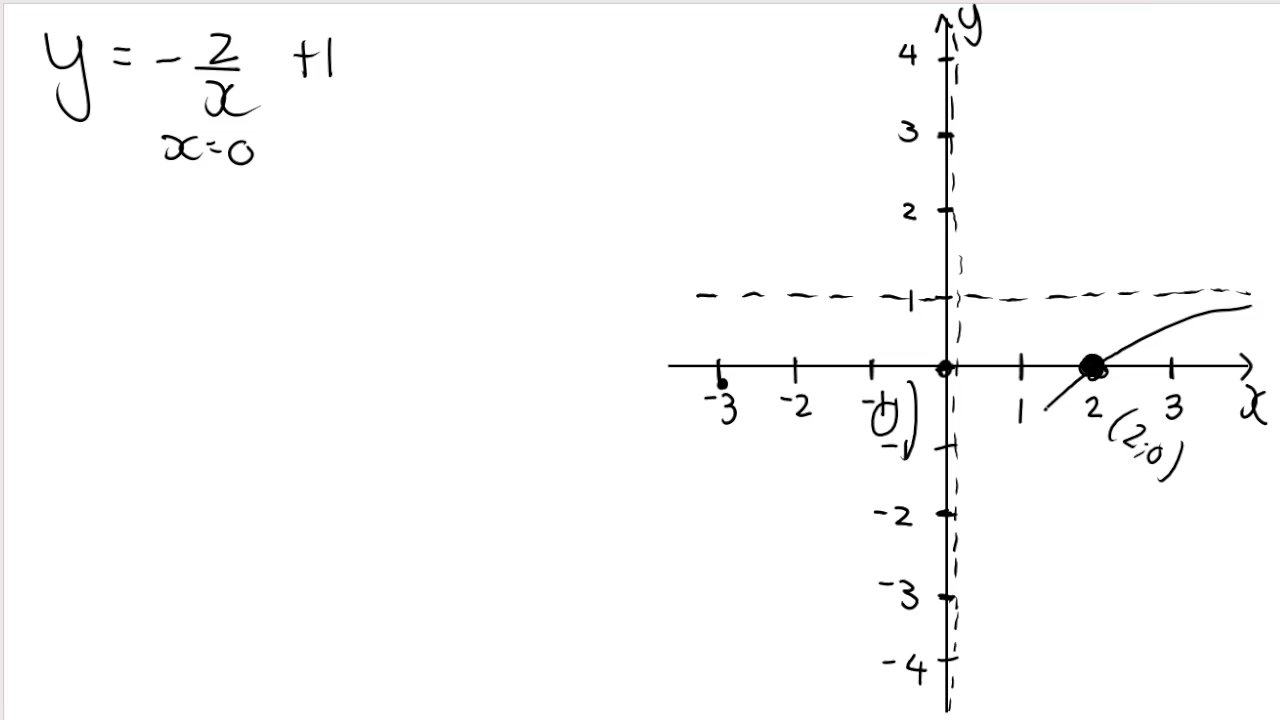 y = - 2/x + 1
x = 0
y
4
3
2
1
-3 -2 -1 1 2 3 x
(2;0)
-1
-2
-3
-4